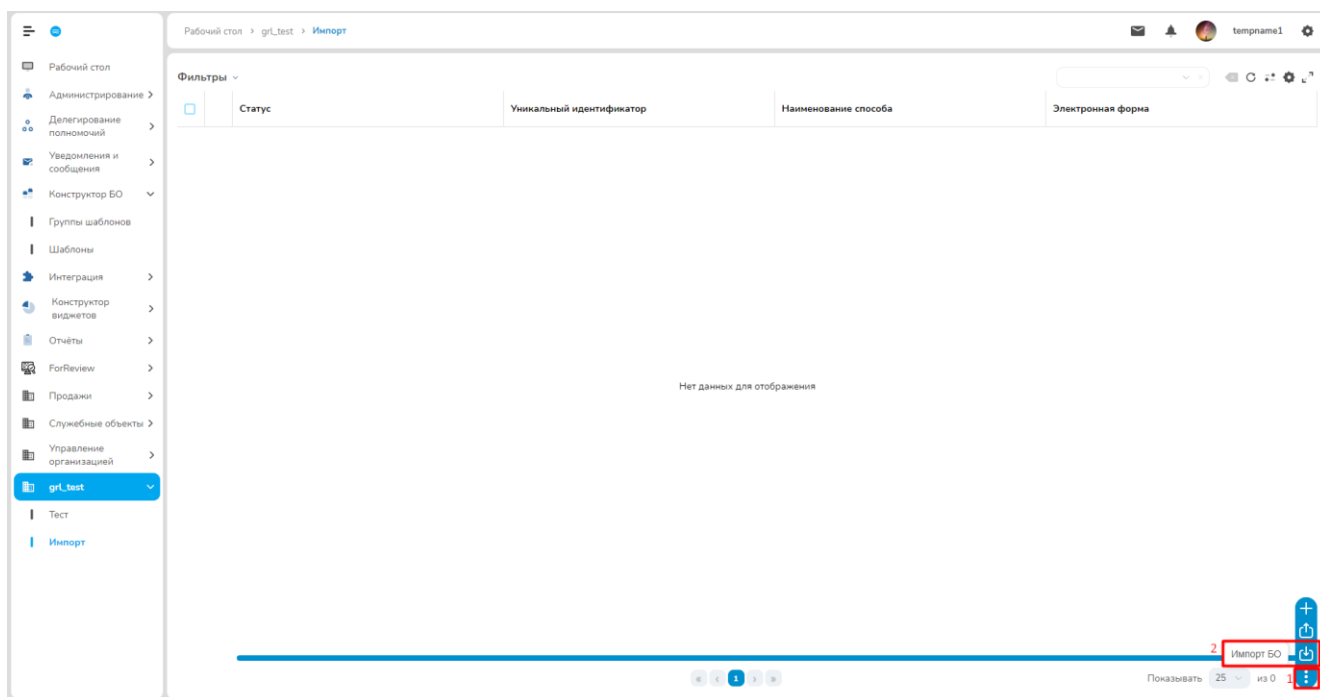 Рабочий стол > grl_test > Импорт
tempname1
Рабочий стол
Администрирование
Делегирование
полномочий
Уведомления и
сообщения
Конструктор БО
Группы шаблонов
Шаблоны
Интеграция
Конструктор
виджетов
Отчёты
ForReview
Продажи
Служебные объекты
Управление
организацией
grl_test
Тест
Импорт
Фильтры
Статус
Уникальный идентификатор
Наименование способа
Электронная форма
Нет данных для отображения
2
Импорт БО
« ‹ 1 › »
Показывать 25 из 0
1